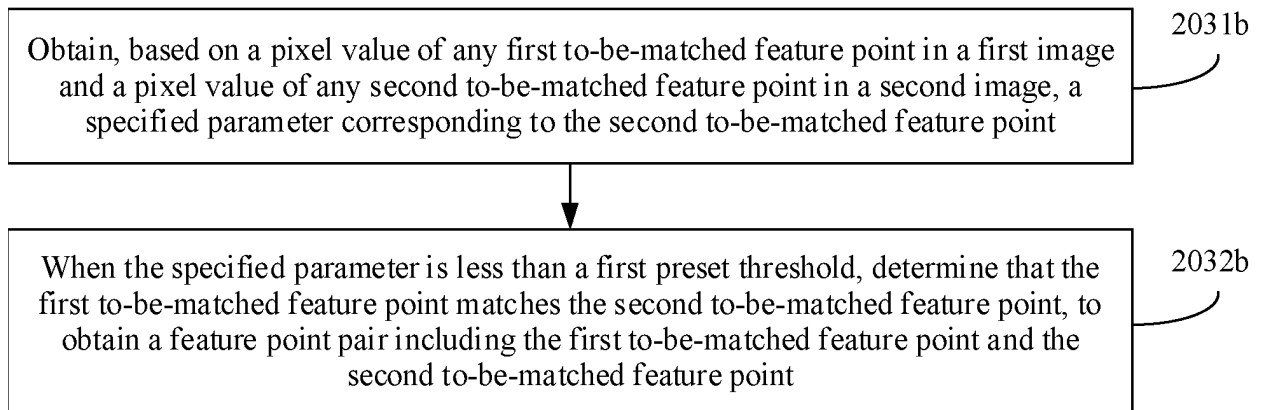 2031b
Obtain, based on a pixel value of any first to-be-matched feature point in a first image
and a pixel value of any second to-be-matched feature point in a second image, a
specified parameter corresponding to the second to-be-matched feature point
2032b
When the specified parameter is less than a first preset threshold, determine that the
first to-be-matched feature point matches the second to-be-matched feature point, to
obtain a feature point pair including the first to-be-matched feature point and the
second to-be-matched feature point